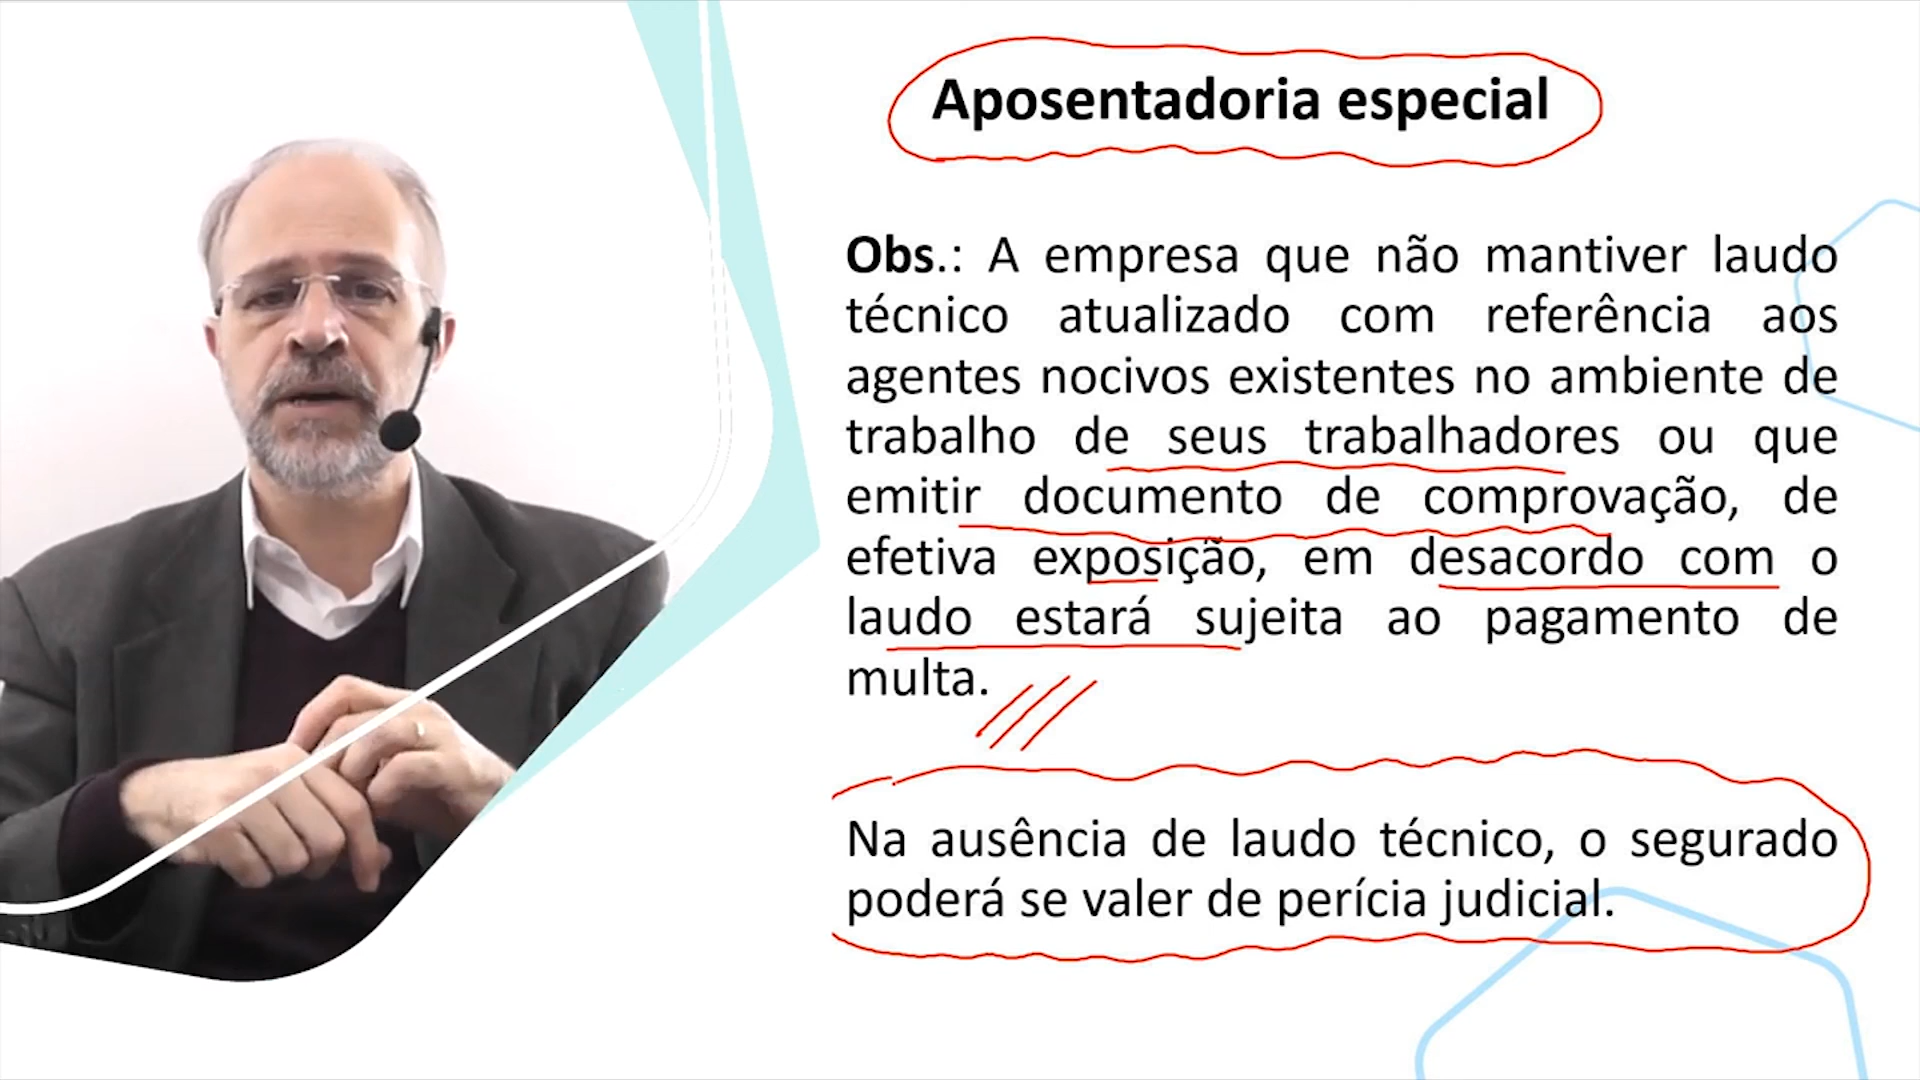 Aposentadoria especial
Obs.: A empresa que não mantiver laudo
técnico atualizado com referência aos
agentes nocivos existentes no ambiente de
trabalho de seus trabalhadores ou que
emitir documento de comprovação, de
efetiva exposição, em desacordo com o
laudo estará sujeita ao pagamento de
multa.
Na ausência de laudo técnico, o segurado
poderá se valer de perícia judicial.